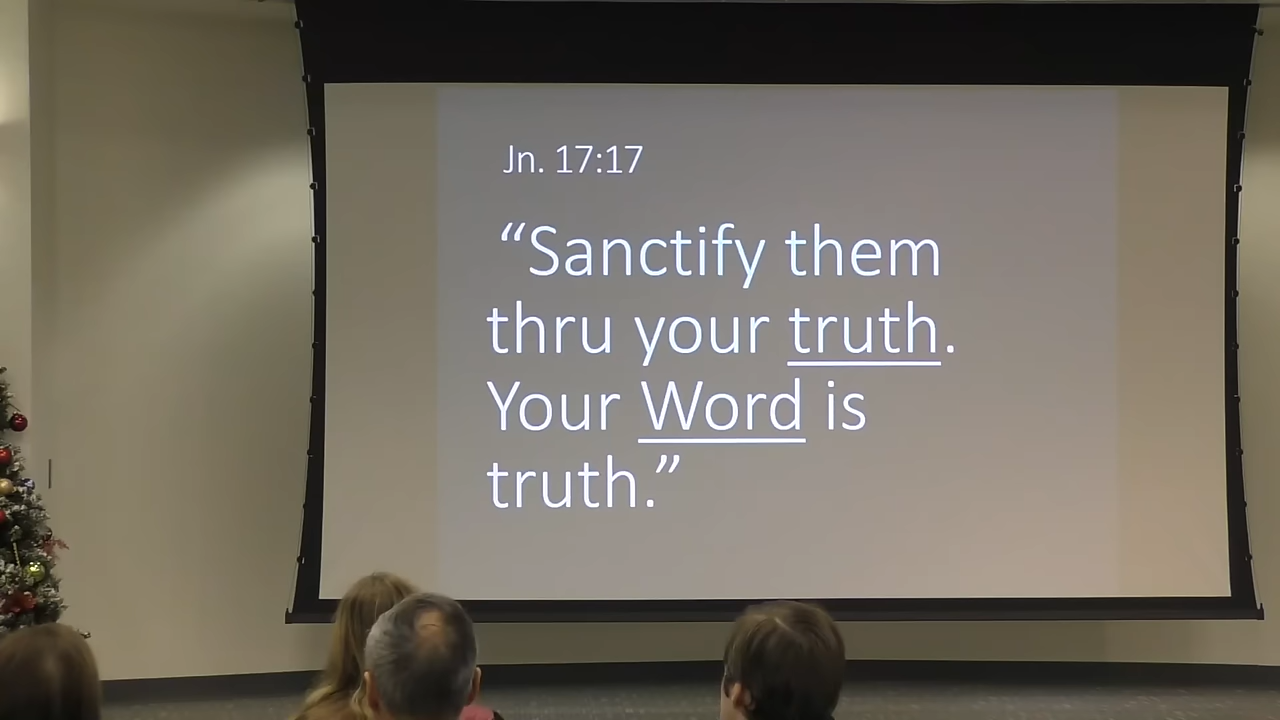 Jn. 17:17
“Sanctify them
thru your truth.
Your Word is
truth.”